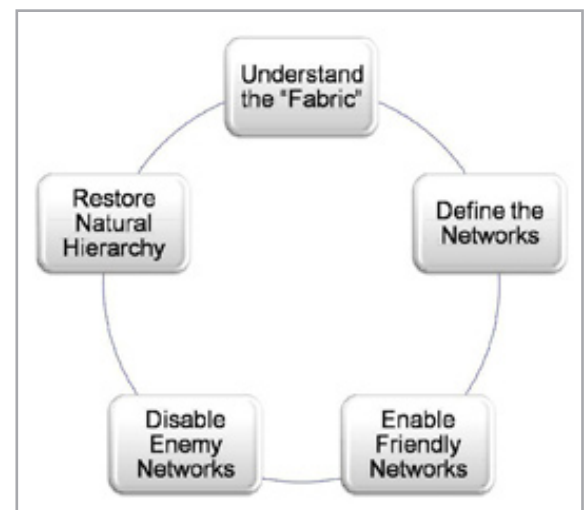 Understand
the "Fabric"
Define the
Networks
Enable
Friendly
Networks
Disable
Enemy
Networks
Restore
Natural
Hierarchy